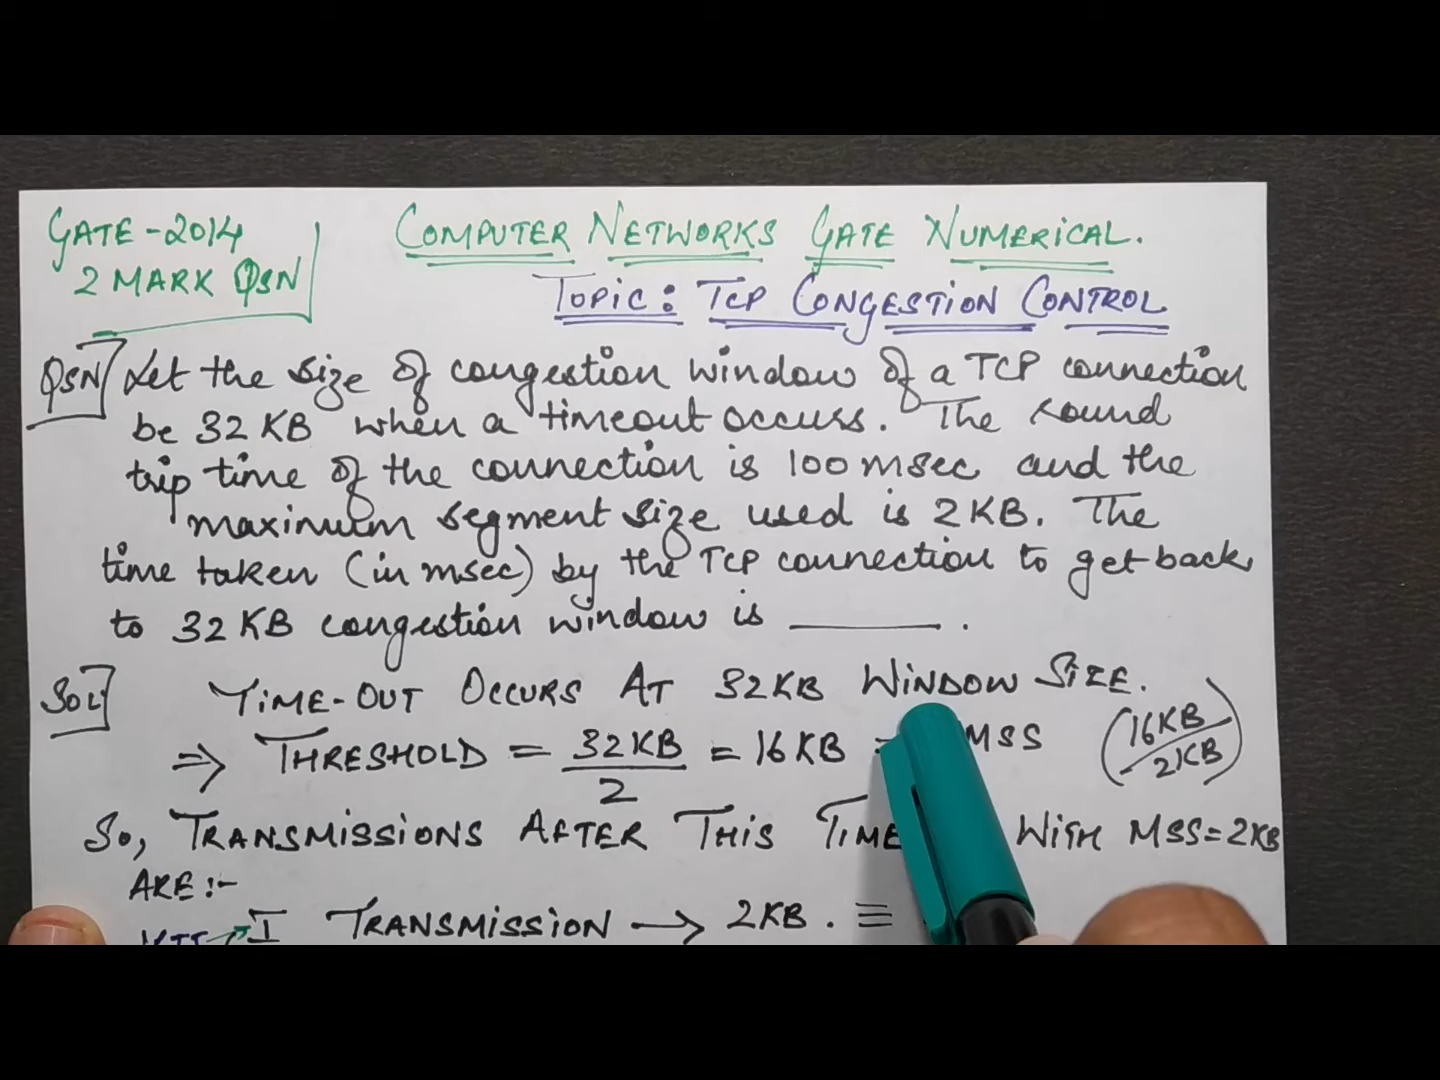 GATE-2014
2 MARK QSN
COMPUTER NETWORKS GATE NUMERICAL.
TOPIC: TCP CONGESTION CONTROL
QSN Let the size of congestion window of a TCP connection
be 32 KB when a timeout occurs. The round
trip time of the connection is 100 msec and the
maximum segment size used is 2 KB. The
time taken (in msec) by the TCP connection to get back
to 32 KB congestion window is ______.
SOL TIME-OUT OCCURS AT 32KB WINDOW SIZE.
⇒ THRESHOLD = 32KB/2 = 16KB = MSS (16KB/2KB)
SO, TRANSMISSIONS AFTER THIS TIME WITH MSS=2KB
ARE:-
I TRANSMISSION → 2KB. ≡